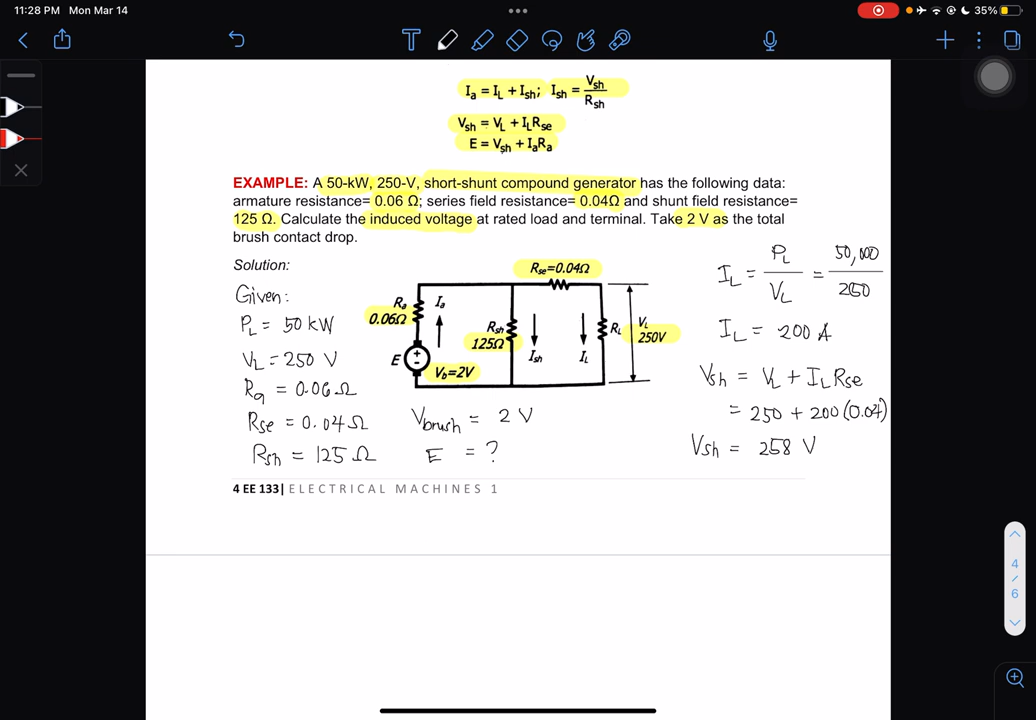 11:28 PM Mon Mar 14
35%
Ia = IL + Ish; Ish = Vsh / Rsh
Vsh = VL + ILRse
E = Vsh + IaRa
EXAMPLE: A 50-kW, 250-V, short-shunt compound generator has the following data:
armature resistance= 0.06 Ω; series field resistance= 0.04Ω and shunt field resistance=
125 Ω. Calculate the induced voltage at rated load and terminal. Take 2 V as the total
brush contact drop.
Solution:
Given:
PL = 50 kW
VL = 250 V
Ra = 0.06 Ω
Rse = 0.04 Ω
Rsh = 125 Ω
Rse=0.04Ω
Ra
0.06Ω
Ia
Rsh
125Ω
Ish
IL
RL
VL
250V
E
+
-
Vb=2V
Vbrush = 2 V
E = ?
IL = PL / VL = 50,000 / 250
IL = 200 A
Vsh = VL + IL Rse
= 250 + 200 (0.04)
Vsh = 258 V
4 EE 133| ELECTRICAL MACHINES 1
4
/
6